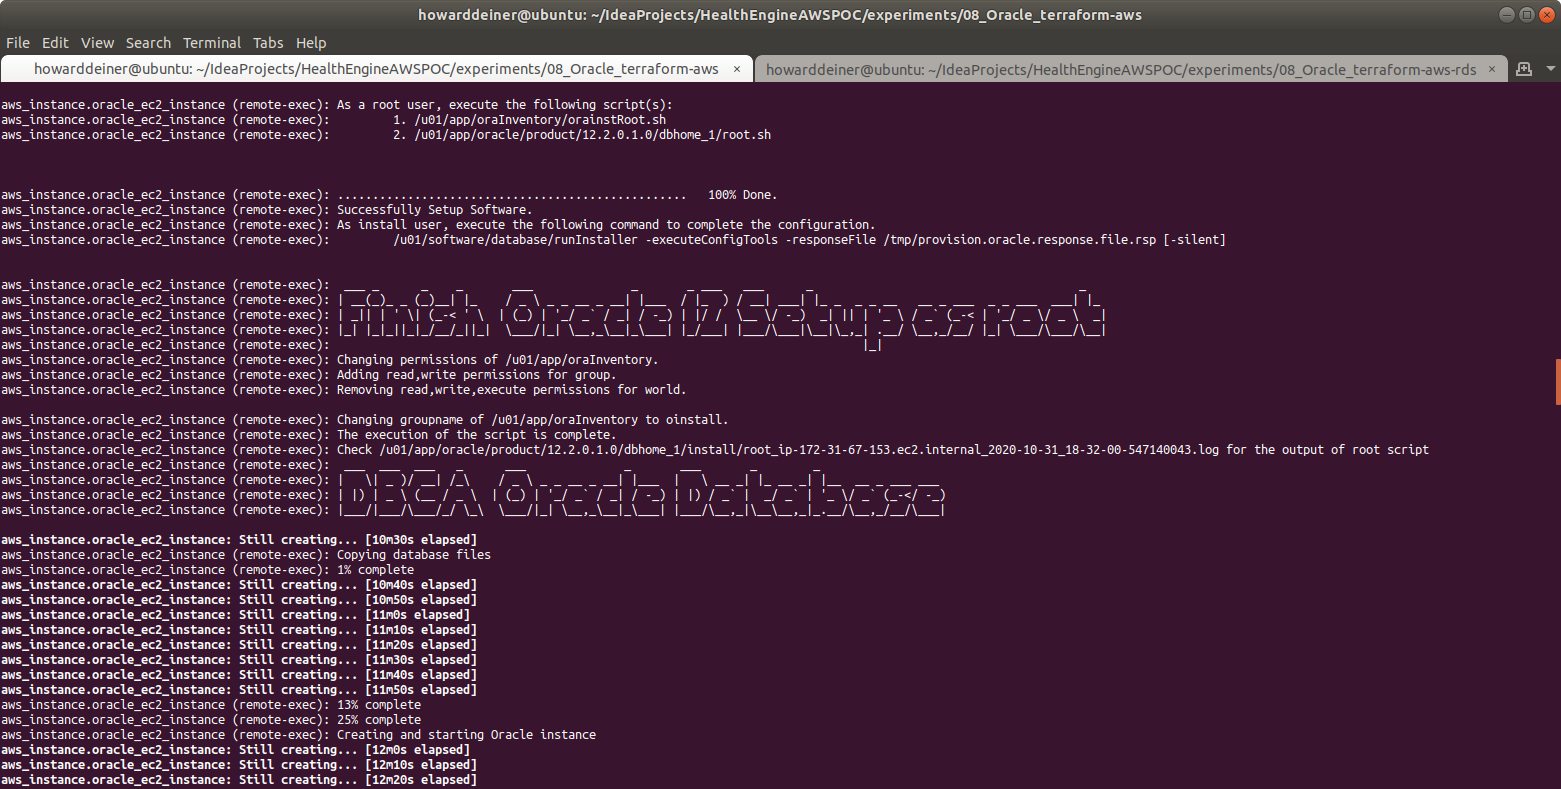 howarddeiner@ubuntu: ~/IdeaProjects/HealthEngineAWSPOC/experiments/08_Oracle_terraform-aws
File Edit View Search Terminal Tabs Help
howarddeiner@ubuntu: ~/IdeaProjects/HealthEngineAWSPOC/experiments/08_Oracle_terraform-aws × howarddeiner@ubuntu: ~/IdeaProjects/HealthEngineAWSPOC/experiments/08_Oracle_terraform-aws-rds ×
aws_instance.oracle_ec2_instance (remote-exec): As a root user, execute the following script(s):
aws_instance.oracle_ec2_instance (remote-exec):         1. /u01/app/oraInventory/orainstRoot.sh
aws_instance.oracle_ec2_instance (remote-exec):         2. /u01/app/oracle/product/12.2.0.1.0/dbhome_1/root.sh
aws_instance.oracle_ec2_instance (remote-exec): ..................................................   100% Done.
aws_instance.oracle_ec2_instance (remote-exec): Successfully Setup Software.
aws_instance.oracle_ec2_instance (remote-exec): As install user, execute the following command to complete the configuration.
aws_instance.oracle_ec2_instance (remote-exec):         /u01/software/database/runInstaller -executeConfigTools -responseFile /tmp/provision.oracle.response.file.rsp [-silent]
aws_instance.oracle_ec2_instance (remote-exec):
aws_instance.oracle_ec2_instance (remote-exec):
aws_instance.oracle_ec2_instance (remote-exec): Finish Oracle 12 Setup as root
aws_instance.oracle_ec2_instance (remote-exec):
aws_instance.oracle_ec2_instance (remote-exec):
aws_instance.oracle_ec2_instance (remote-exec): Changing permissions of /u01/app/oraInventory.
aws_instance.oracle_ec2_instance (remote-exec): Adding read,write permissions for group.
aws_instance.oracle_ec2_instance (remote-exec): Removing read,write,execute permissions for world.
aws_instance.oracle_ec2_instance (remote-exec): Changing groupname of /u01/app/oraInventory to oinstall.
aws_instance.oracle_ec2_instance (remote-exec): The execution of the script is complete.
aws_instance.oracle_ec2_instance (remote-exec): Check /u01/app/oracle/product/12.2.0.1.0/dbhome_1/install/root_ip-172-31-67-153.ec2.internal_2020-10-31_18-32-00-547140043.log for the output of root script
aws_instance.oracle_ec2_instance (remote-exec):
aws_instance.oracle_ec2_instance (remote-exec):
aws_instance.oracle_ec2_instance (remote-exec): DBCA Oracle Database
aws_instance.oracle_ec2_instance (remote-exec):
aws_instance.oracle_ec2_instance: Still creating... [10m30s elapsed]
aws_instance.oracle_ec2_instance (remote-exec): Copying database files
aws_instance.oracle_ec2_instance (remote-exec): 1% complete
aws_instance.oracle_ec2_instance: Still creating... [10m40s elapsed]
aws_instance.oracle_ec2_instance: Still creating... [10m50s elapsed]
aws_instance.oracle_ec2_instance: Still creating... [11m0s elapsed]
aws_instance.oracle_ec2_instance: Still creating... [11m10s elapsed]
aws_instance.oracle_ec2_instance: Still creating... [11m20s elapsed]
aws_instance.oracle_ec2_instance: Still creating... [11m30s elapsed]
aws_instance.oracle_ec2_instance: Still creating... [11m40s elapsed]
aws_instance.oracle_ec2_instance: Still creating... [11m50s elapsed]
aws_instance.oracle_ec2_instance (remote-exec): 13% complete
aws_instance.oracle_ec2_instance (remote-exec): 25% complete
aws_instance.oracle_ec2_instance (remote-exec): Creating and starting Oracle instance
aws_instance.oracle_ec2_instance: Still creating... [12m0s elapsed]
aws_instance.oracle_ec2_instance: Still creating... [12m10s elapsed]
aws_instance.oracle_ec2_instance: Still creating... [12m20s elapsed]